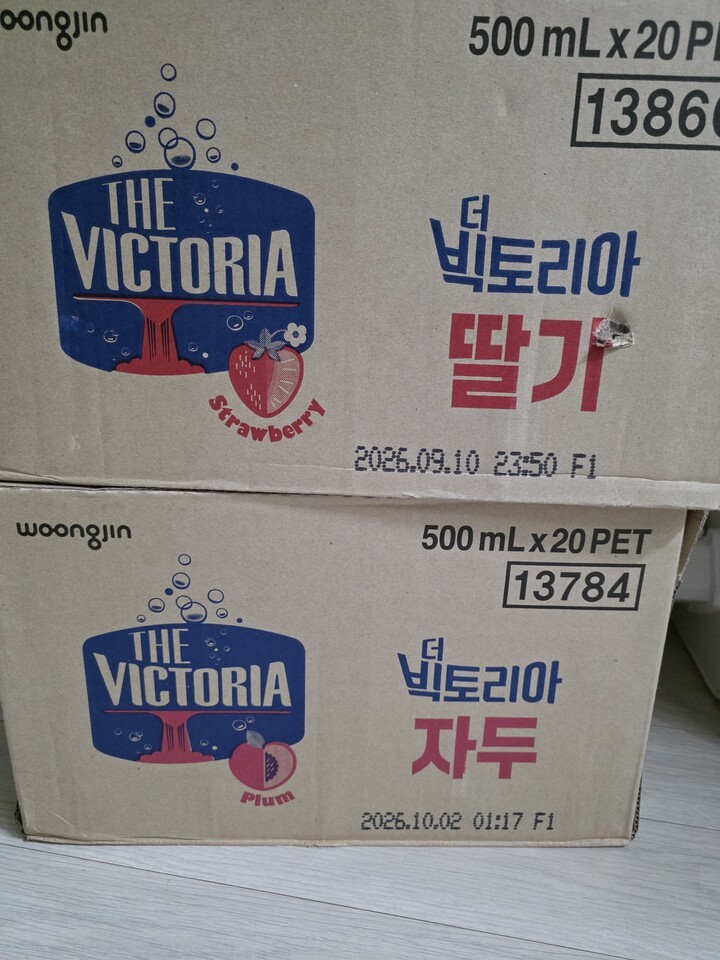 woongjin
500 mL x 20 PE
1386
THE
VICTORIA
더
빅토리아
딸기
Strawberry
2026.09.10 23:50 F1
woongjin
500 mL x 20 PET
13784
THE
VICTORIA
더
빅토리아
자두
Plum
2026.10.02 01:17 F1